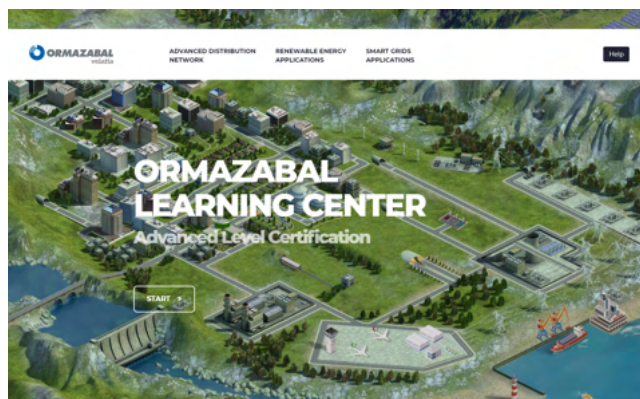 ORMAZABAL
velatia
ADVANCED DISTRIBUTION
NETWORK
RENEWABLE ENERGY
APPLICATIONS
SMART GRIDS
APPLICATIONS
Help
ORMAZABAL
LEARNING CENTER
Advanced Level Certification
START >